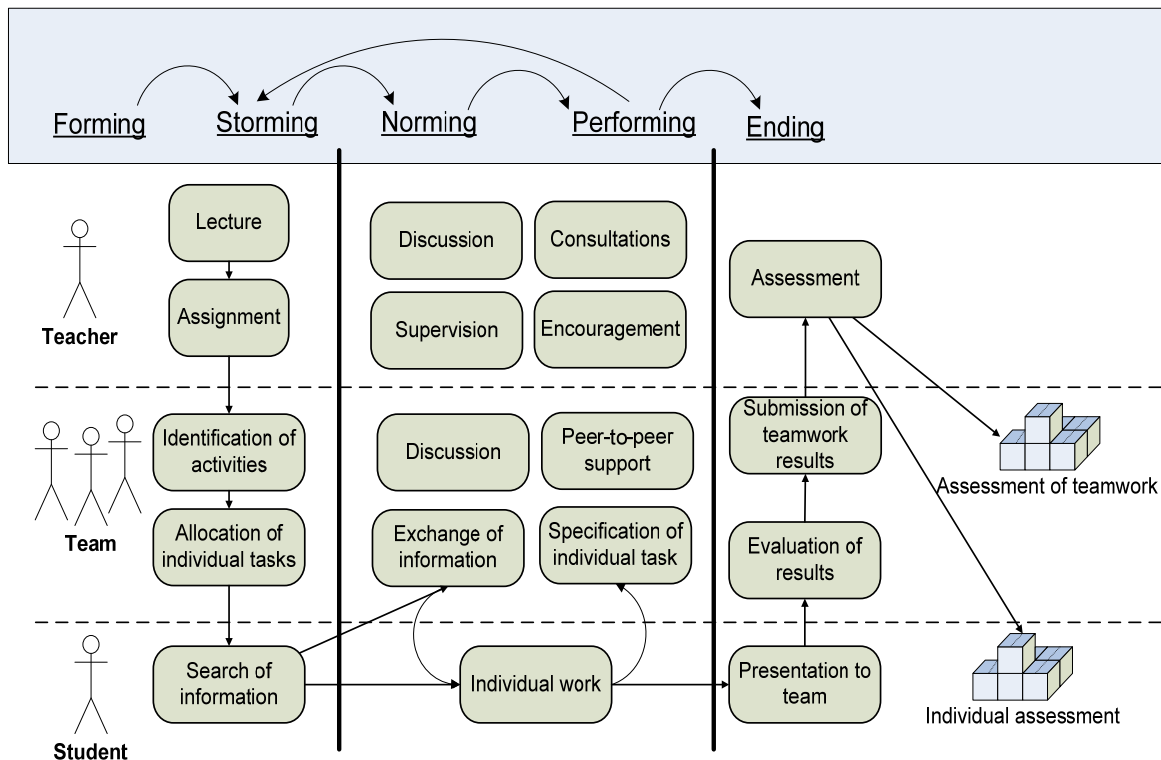 Forming
Storming
Norming
Performing
Ending
Lecture
Discussion
Consultations
Assessment
Assignment
Supervision
Encouragement
Teacher
Identification of
activities
Discussion
Peer-to-peer
support
Submission of
teamwork
results
Assessment of teamwork
Allocation of
individual tasks
Exchange of
information
Specification of
individual task
Evaluation of
results
Team
Search of
information
Individual work
Presentation to
team
Individual assessment
Student